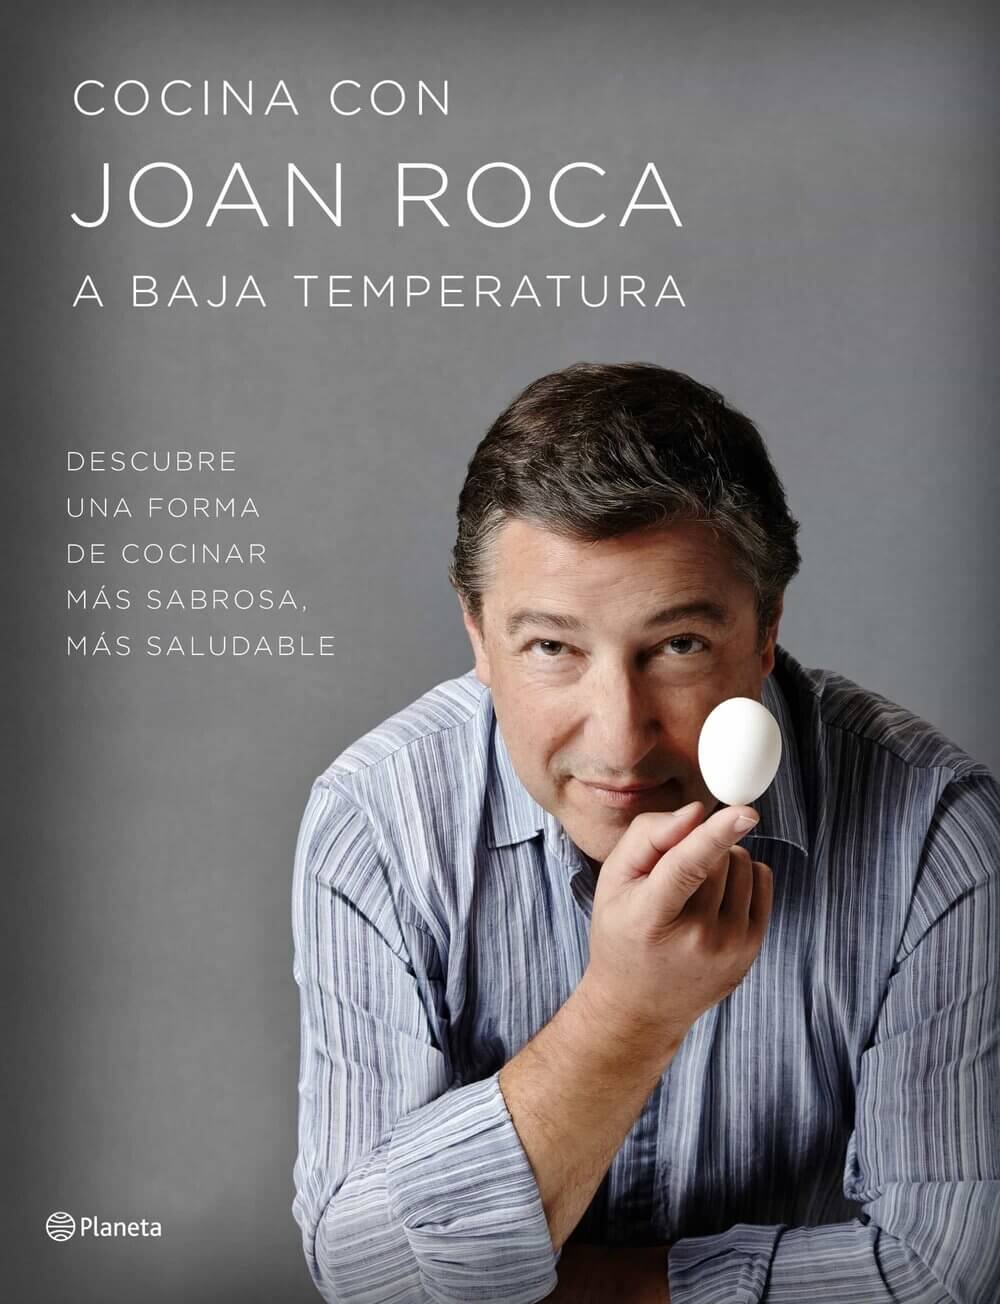 COCINA CON
JOAN ROCA
A BAJA TEMPERATURA
DESCUBRE
UNA FORMA
DE COCINAR
MÁS SABROSA,
MÁS SALUDABLE
Planeta